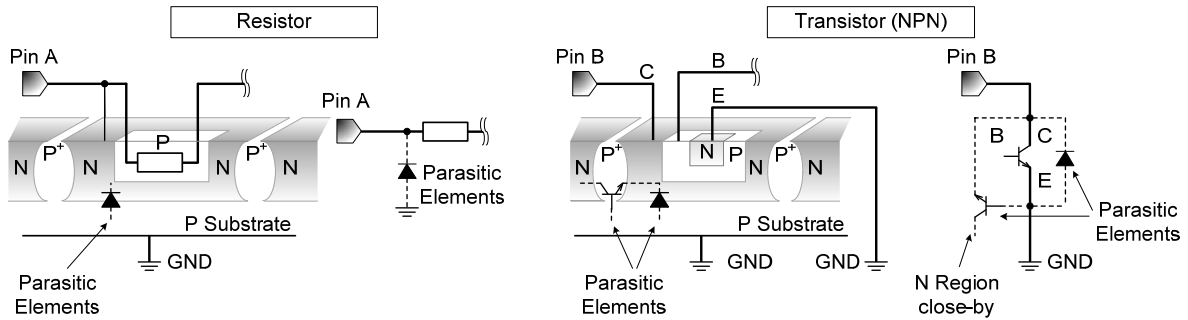 Resistor
Transistor (NPN)
Pin A
Pin B
C
B
E
Pin B
Pin A
N
P+
N
P
P+
N
Parasitic
Elements
P Substrate
GND
Parasitic
Elements
N
P+
N
N
P
P+
N
P Substrate
GND
GND
Parasitic
Elements
B
C
E
Parasitic
Elements
GND
N Region
close-by